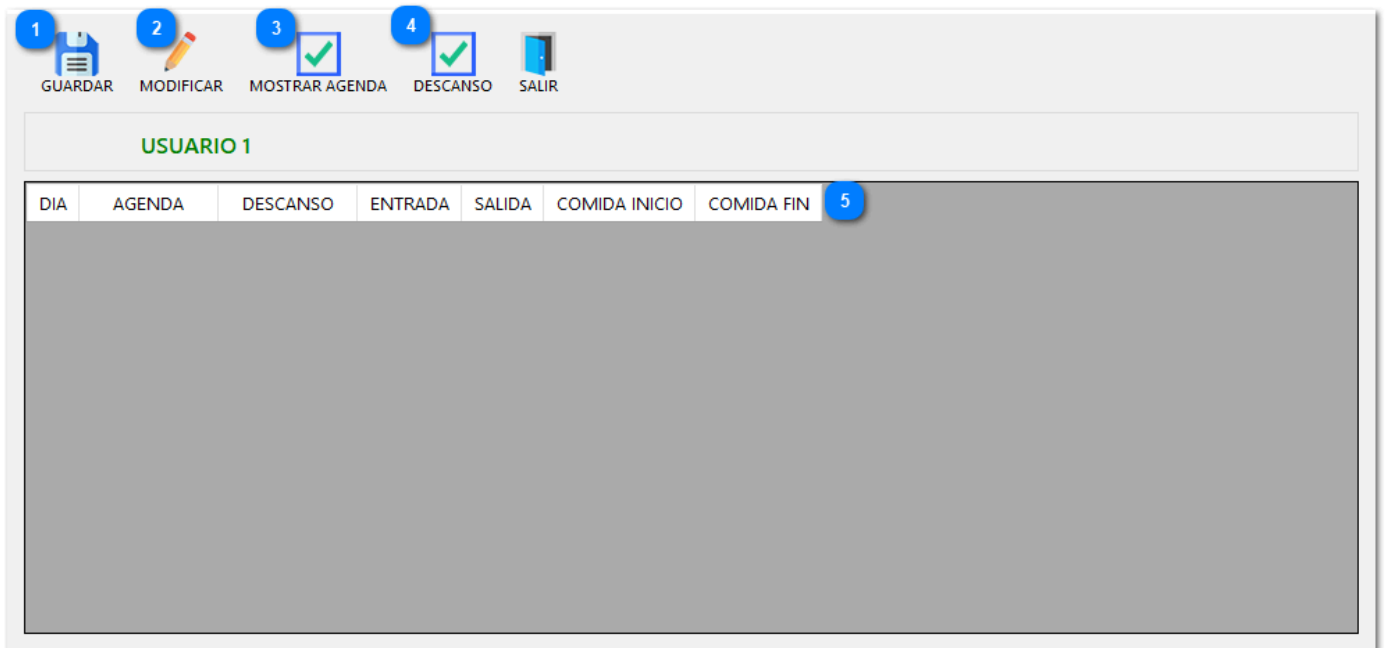 1 2 3 4
GUARDAR MODIFICAR MOSTRAR AGENDA DESCANSO SALIR
USUARIO 1
DIA AGENDA DESCANSO ENTRADA SALIDA COMIDA INICIO COMIDA FIN 5